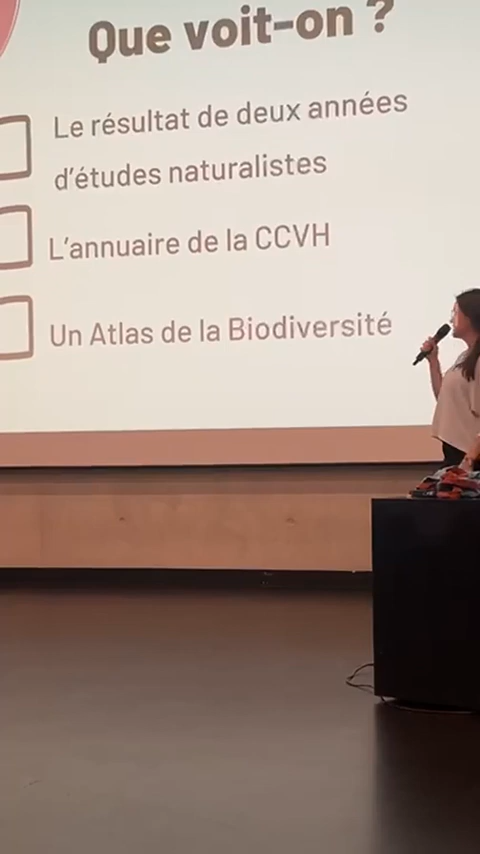 Que voit-on ?
Le résultat de deux années
d'études naturalistes
L'annuaire de la CCVH
Un Atlas de la Biodiversité